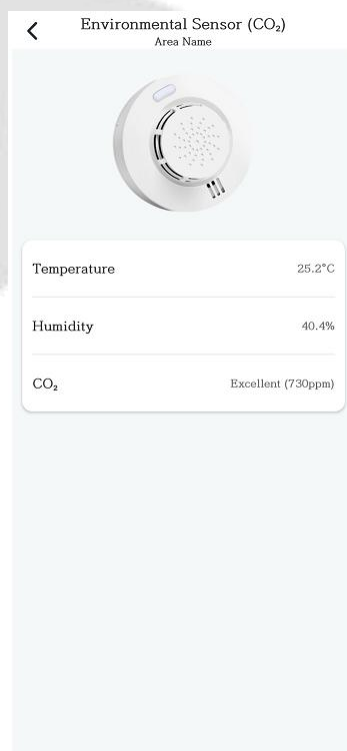 Environmental Sensor (CO₂)
Area Name
Temperature 25.2°C
Humidity 40.4%
CO₂ Excellent (730ppm)